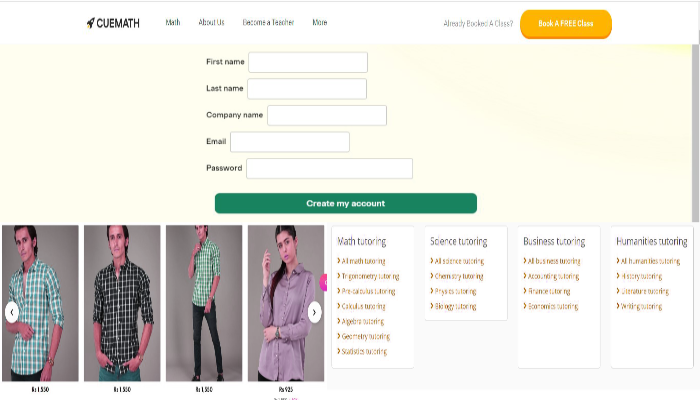 CUEMATH Math About Us Become a Teacher More Already Booked A Class? Book A FREE Class
First name
Last name
Company name
Email
Password
Create my account
Rs 1,550 Rs 1,550 Rs 1,550 Rs 925
Math tutoring
All math tutoring
Trigonometry tutoring
Pre-calculus tutoring
Calculus tutoring
Algebra tutoring
Geometry tutoring
Statistics tutoring
Science tutoring
All science tutoring
Chemistry tutoring
Physics tutoring
Biology tutoring
Business tutoring
All business tutoring
Accounting tutoring
Finance tutoring
Economics tutoring
Humanities tutoring
All humanities tutoring
History tutoring
Literature tutoring
Writing tutoring